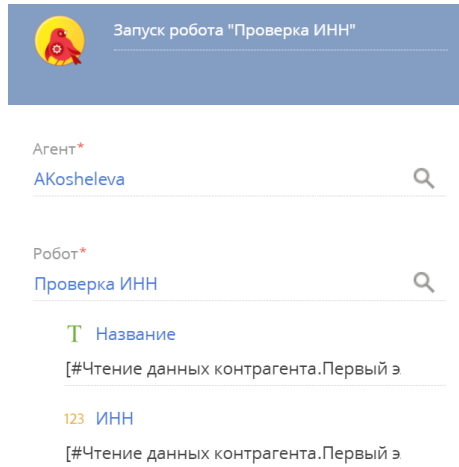 Запуск робота "Проверка ИНН"
Агент*
AKosheleva
Робот*
Проверка ИНН
T Название
[#Чтение данных контрагента.Первый э
123 ИНН
[#Чтение данных контрагента.Первый э